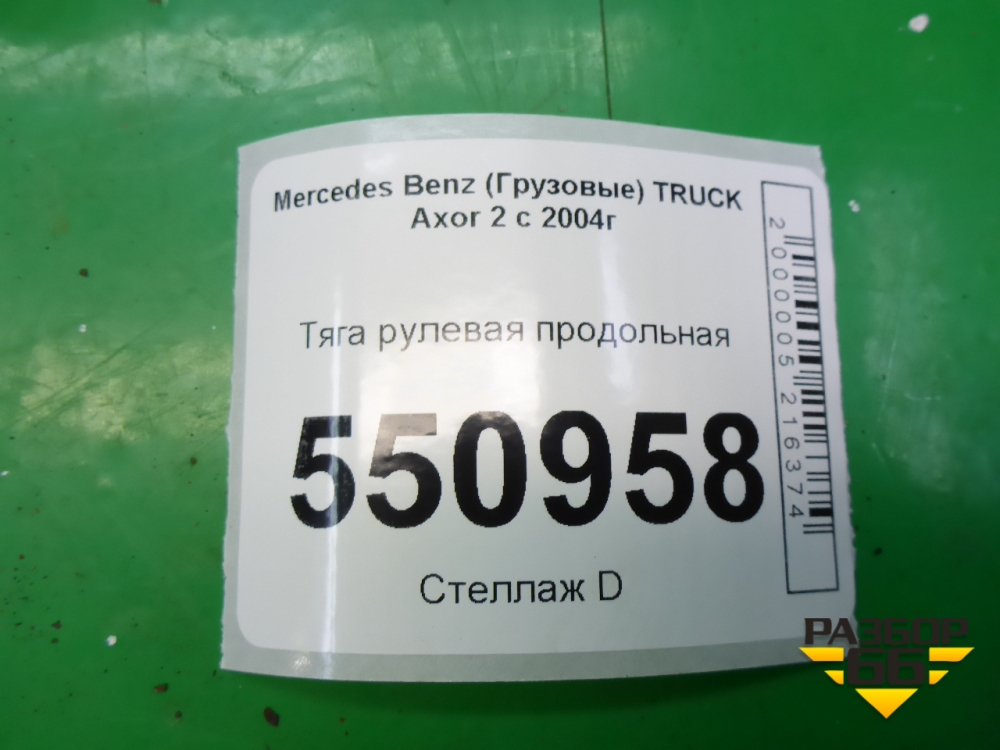 Mercedes Benz (Грузовые) TRUCK
Axor 2 с 2004г
Тяга рулевая продольная
550958
Стеллаж D
2000005216374
РАЗБОР
66